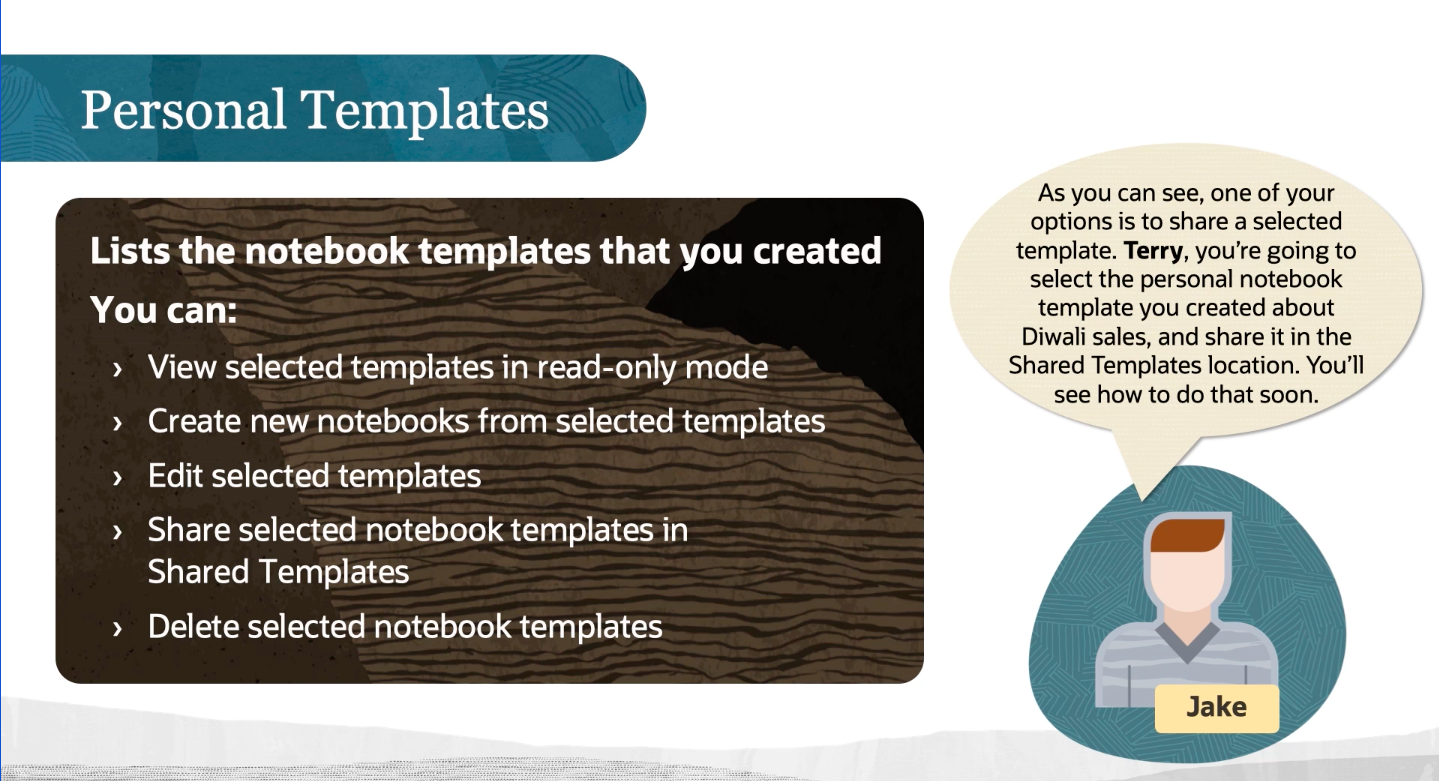 Personal Templates
Lists the notebook templates that you created
You can:
› View selected templates in read-only mode
› Create new notebooks from selected templates
› Edit selected templates
› Share selected notebook templates in
Shared Templates
› Delete selected notebook templates
As you can see, one of your
options is to share a selected
template. Terry, you’re going to
select the personal notebook
template you created about
Diwali sales, and share it in the
Shared Templates location. You’ll
see how to do that soon.
Jake